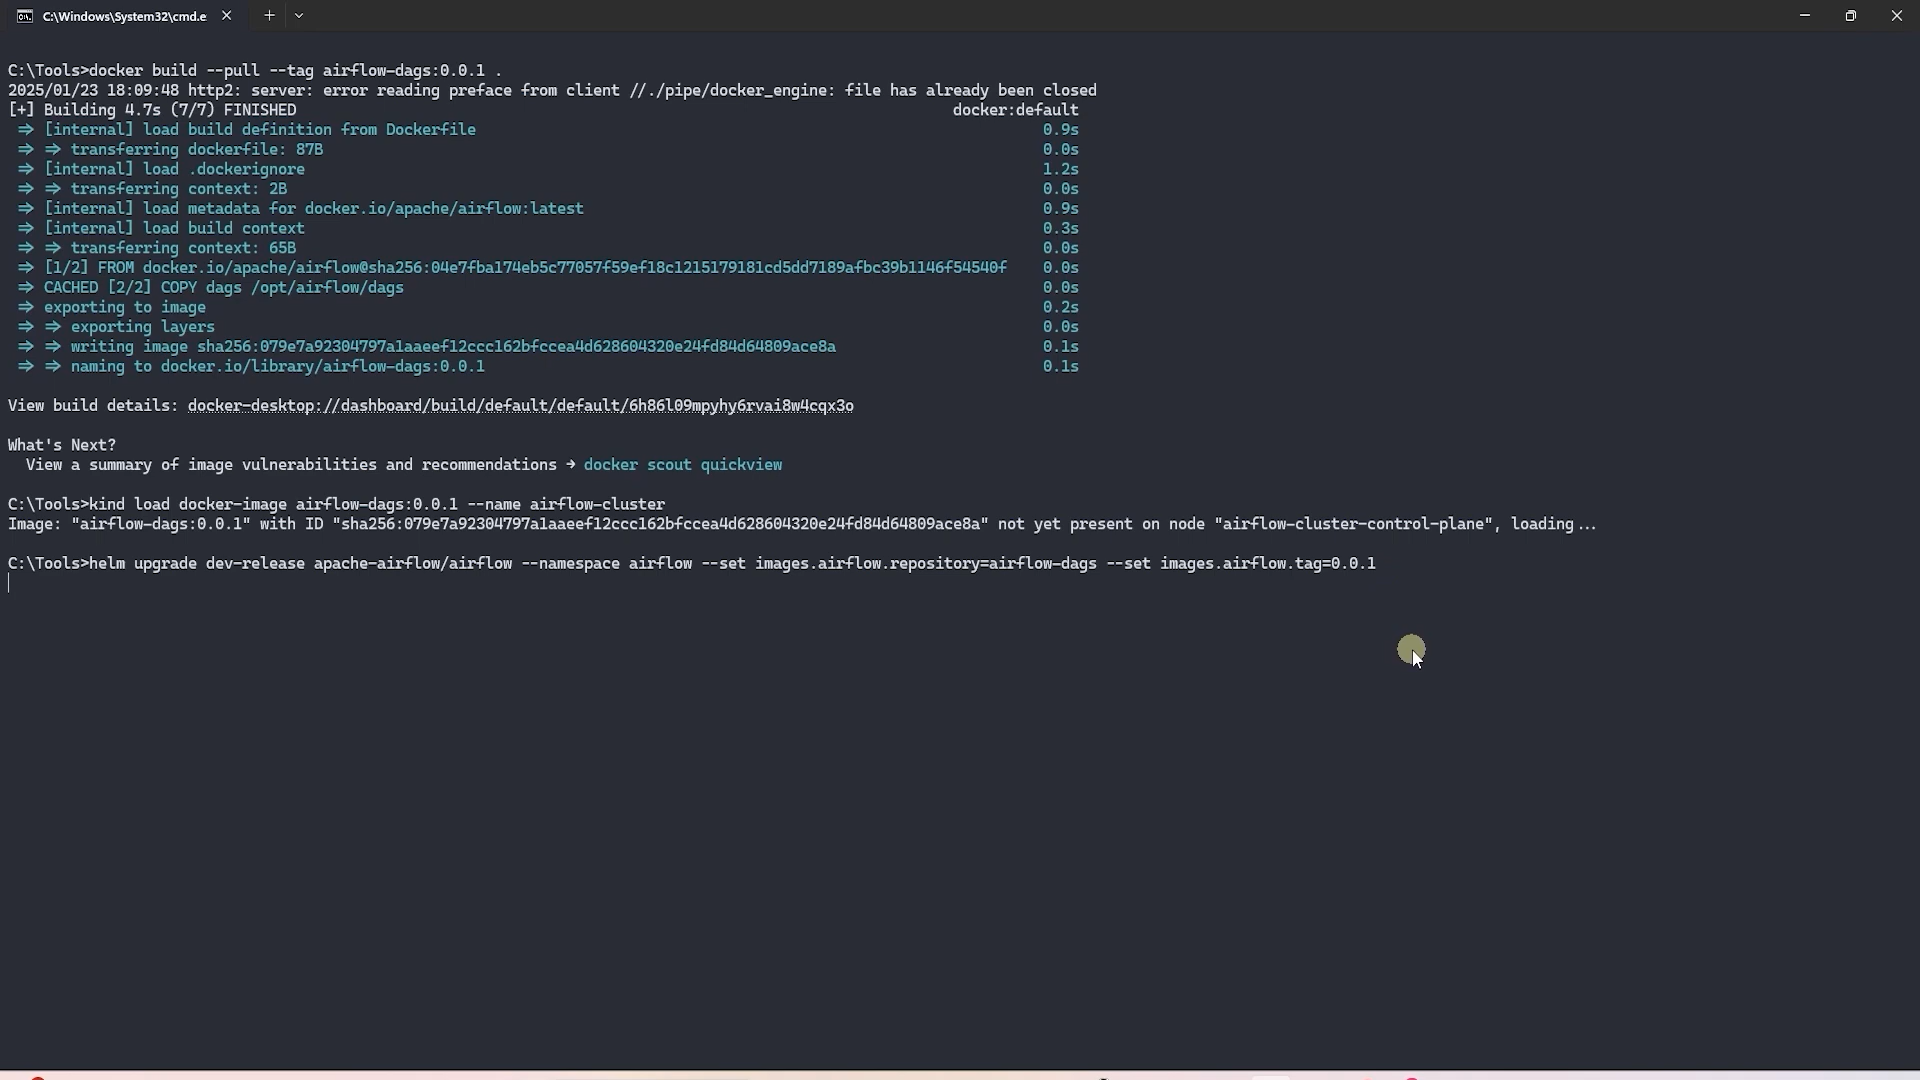 C:\Windows\System32\cmd.e
C:\Tools>docker build --pull --tag airflow-dags:0.0.1 .
2025/01/23 18:09:48 http2: server: error reading preface from client //./pipe/docker_engine: file has already been closed
[+] Building 4.7s (7/7) FINISHED docker:default
=> [internal] load build definition from Dockerfile 0.9s
=> => transferring dockerfile: 87B 0.0s
=> [internal] load .dockerignore 1.2s
=> => transferring context: 2B 0.0s
=> [internal] load metadata for docker.io/apache/airflow:latest 0.9s
=> [internal] load build context 0.3s
=> => transferring context: 65B 0.0s
=> [1/2] FROM docker.io/apache/airflow@sha256:04e7fba174eb5c77057f59ef18c1215179181cd5dd7189afbc39b1146f54540f 0.0s
=> CACHED [2/2] COPY dags /opt/airflow/dags 0.0s
=> exporting to image 0.2s
=> => exporting layers 0.0s
=> => writing image sha256:079e7a92304797a1aaeef12ccc162bfccea4d628604320e24fd84d64809ace8a 0.1s
=> => naming to docker.io/library/airflow-dags:0.0.1 0.1s
View build details: docker-desktop://dashboard/build/default/default/6h86l09mpyhy6rvai8w4cqx3o
What's Next?
View a summary of image vulnerabilities and recommendations → docker scout quickview
C:\Tools>kind load docker-image airflow-dags:0.0.1 --name airflow-cluster
Image: "airflow-dags:0.0.1" with ID "sha256:079e7a92304797a1aaeef12ccc162bfccea4d628604320e24fd84d64809ace8a" not yet present on node "airflow-cluster-control-plane", loading...
C:\Tools>helm upgrade dev-release apache-airflow/airflow --namespace airflow --set images.airflow.repository=airflow-dags --set images.airflow.tag=0.0.1